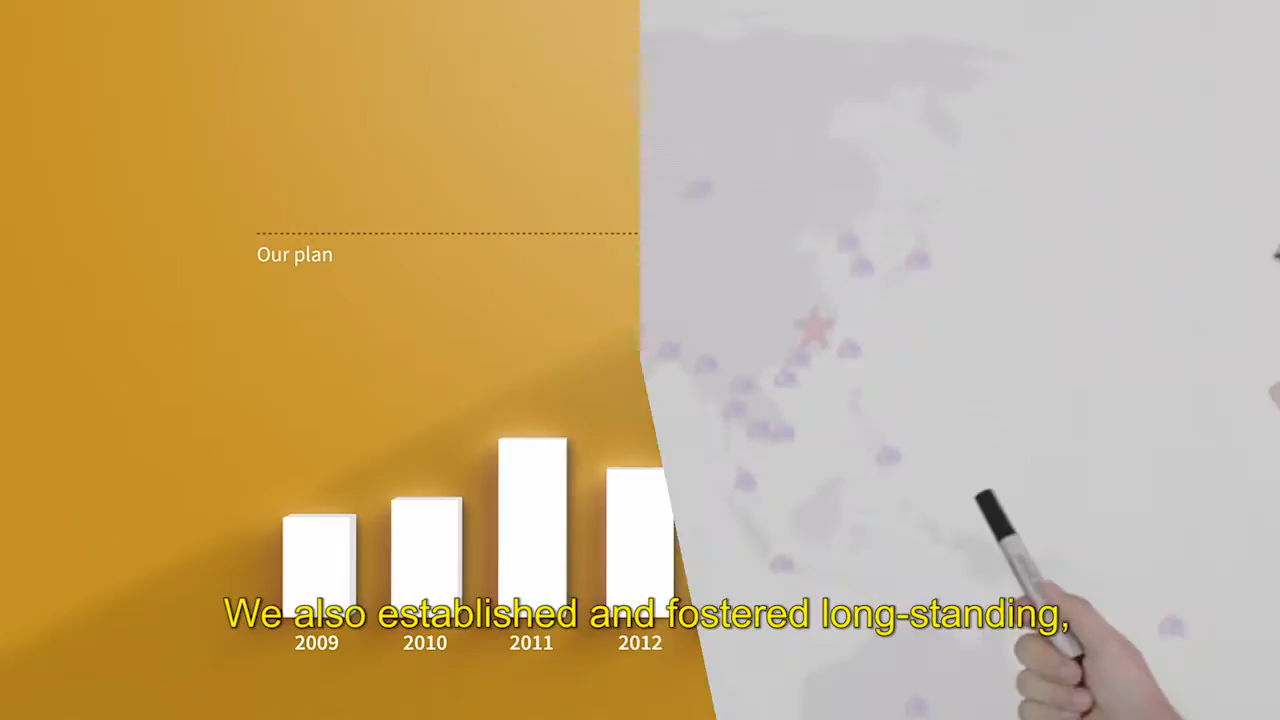 Our plan
We also established and fostered long-standing,
2009 2010 2011 2012